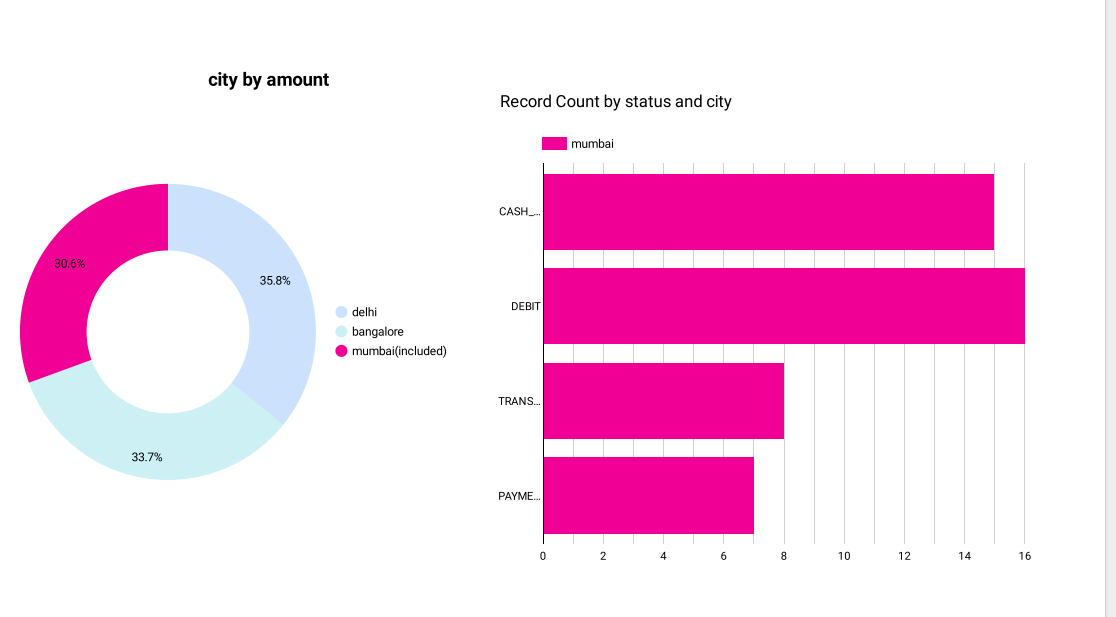 city by amount
30.6%
35.8%
33.7%
delhi
bangalore
mumbai(included)
Record Count by status and city
mumbai
CASH_...
DEBIT
TRANS...
PAYME...
0 2 4 6 8 10 12 14 16